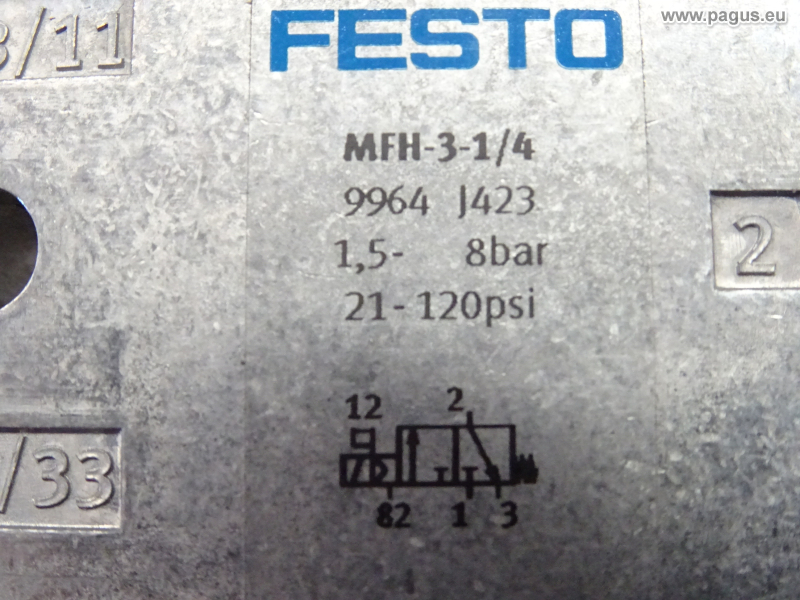 www.pagus.eu
3/11
FESTO
MFH-3-1/4
9964 J423
1,5- 8bar
21-120psi
2
12 2
/33
82 1 3